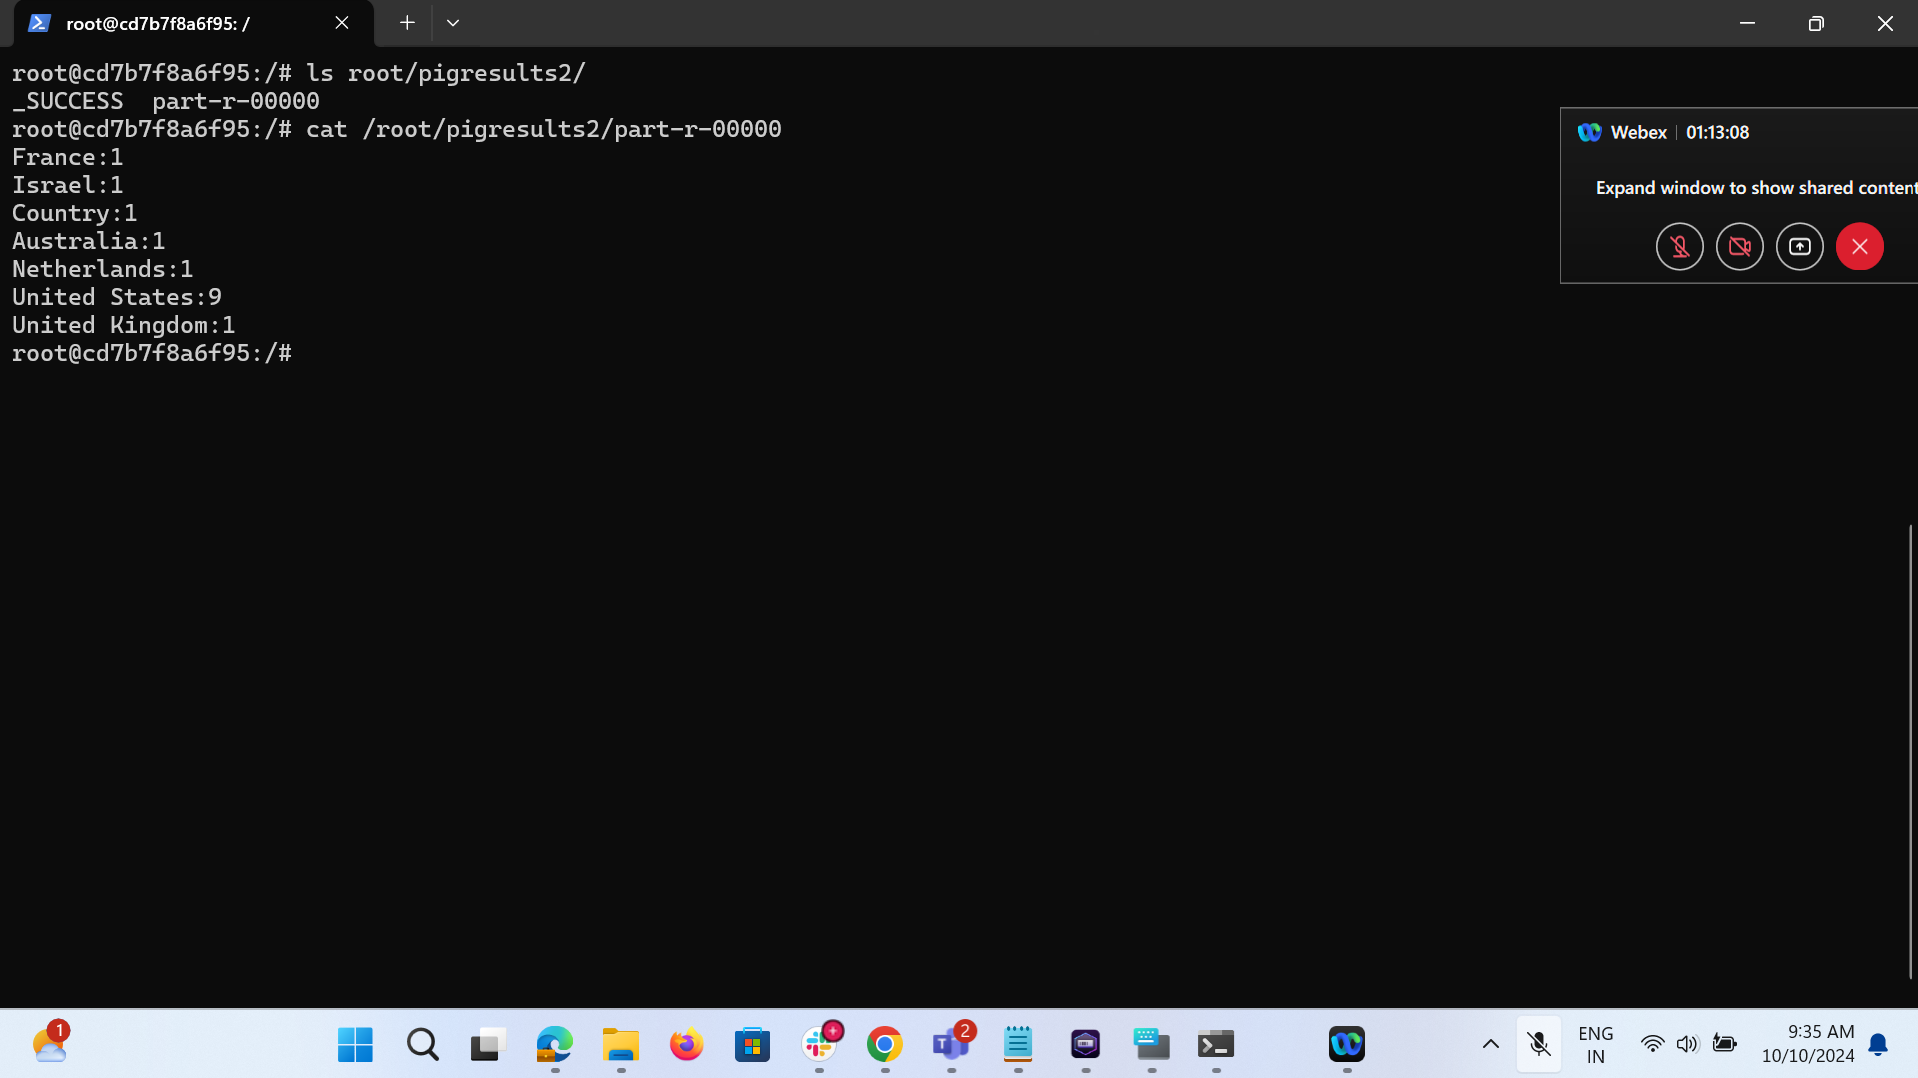 root@cd7b7f8a6f95: /
root@cd7b7f8a6f95:/# ls root/pigresults2/
_SUCCESS  part-r-00000
root@cd7b7f8a6f95:/# cat /root/pigresults2/part-r-00000
France:1
Israel:1
Country:1
Australia:1
Netherlands:1
United States:9
United Kingdom:1
root@cd7b7f8a6f95:/#
Webex | 01:13:08
Expand window to show shared content
1
2
ENG
IN
9:35 AM
10/10/2024